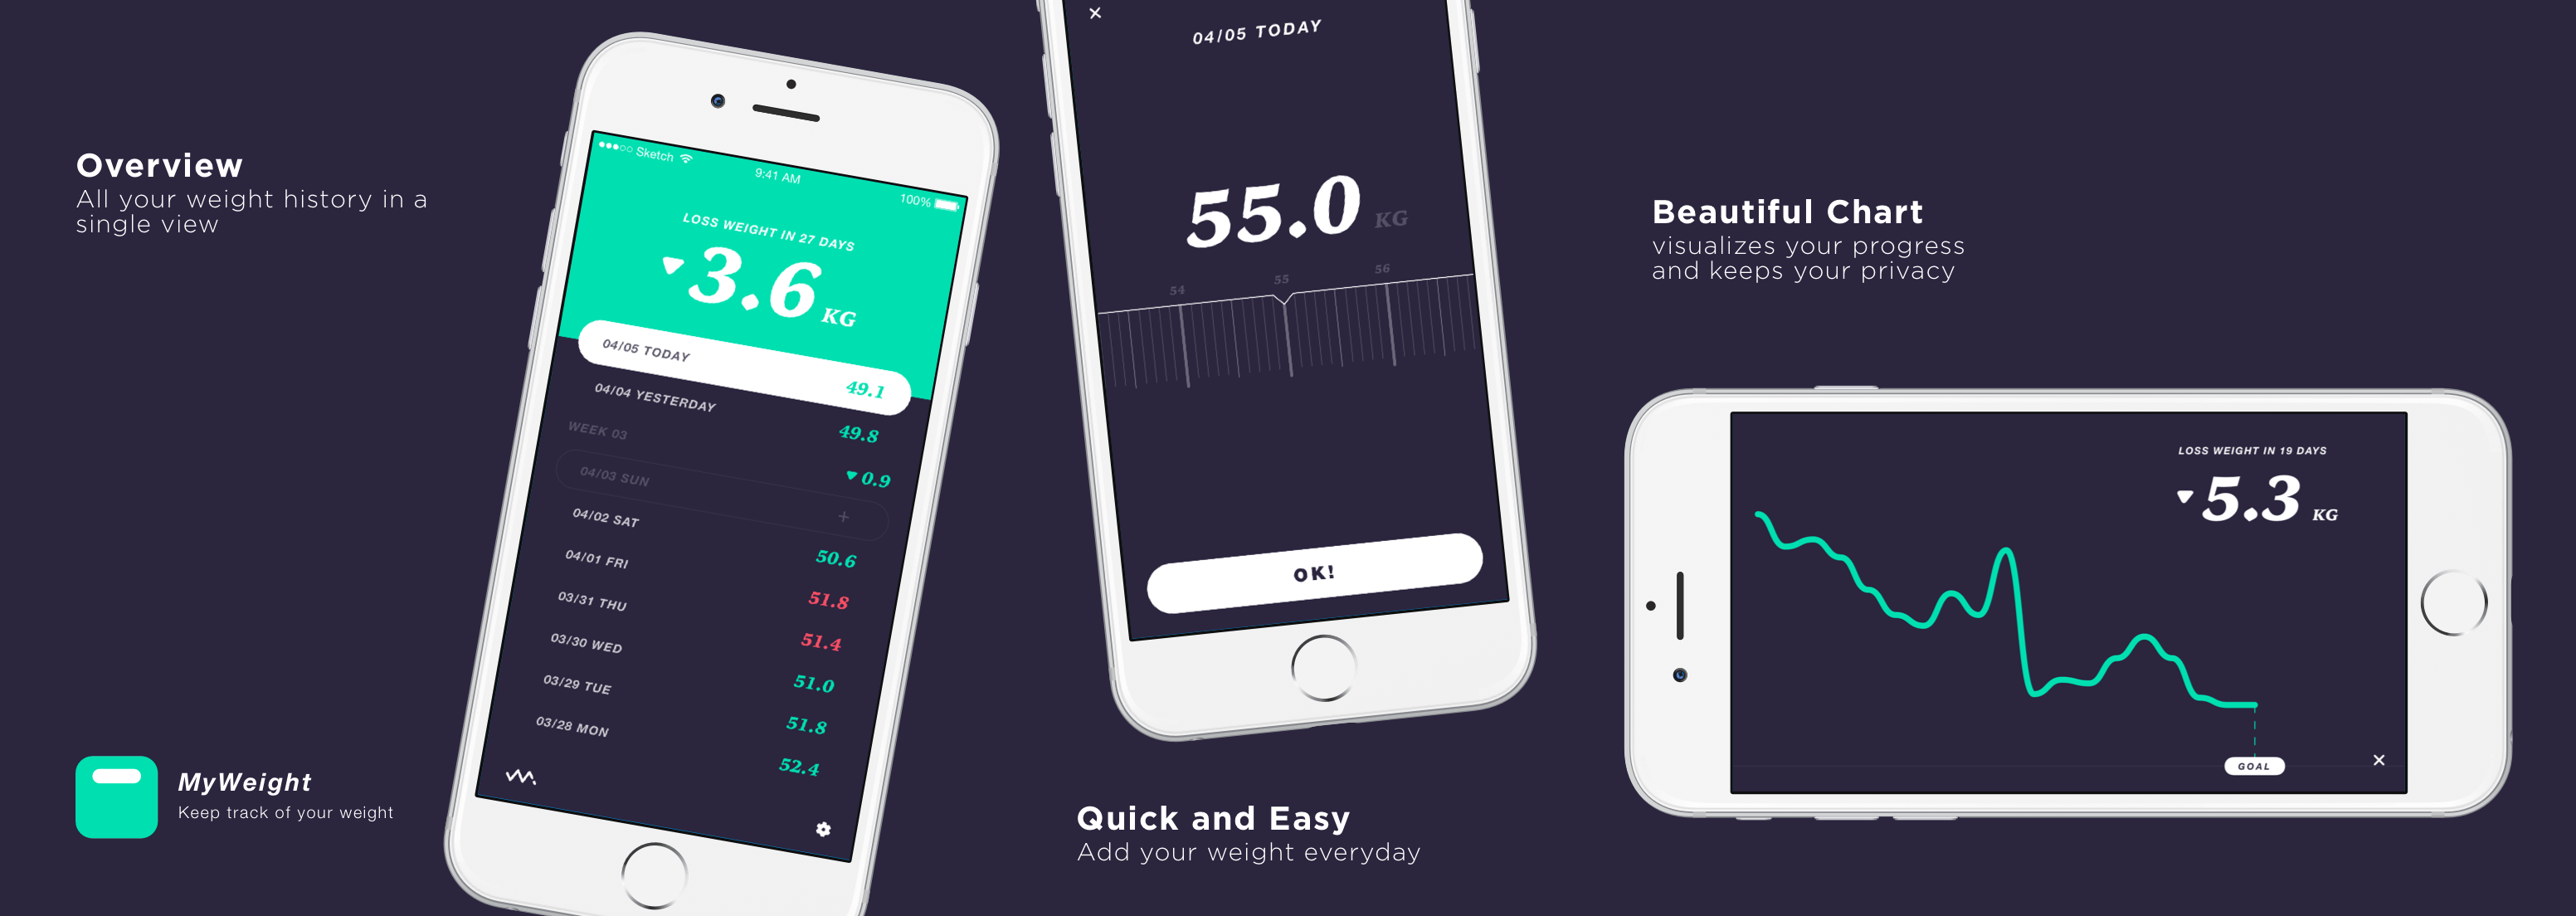 Overview
All your weight history in a
single view
MyWeight
Keep track of your weight
Sketch
9:41 AM
100%
LOSS WEIGHT IN 27 DAYS
3.6 KG
04/05 TODAY 49.1
04/04 YESTERDAY 49.8
WEEK 03 0.9
04/03 SUN +
04/02 SAT 50.6
04/01 FRI 51.8
03/31 THU 51.4
03/30 WED 51.0
03/29 TUE 51.8
03/28 MON 52.4
04/05 TODAY
55.0 KG
54 55 56
OK!
Quick and Easy
Add your weight everyday
Beautiful Chart
visualizes your progress
and keeps your privacy
LOSS WEIGHT IN 19 DAYS
5.3 KG
GOAL